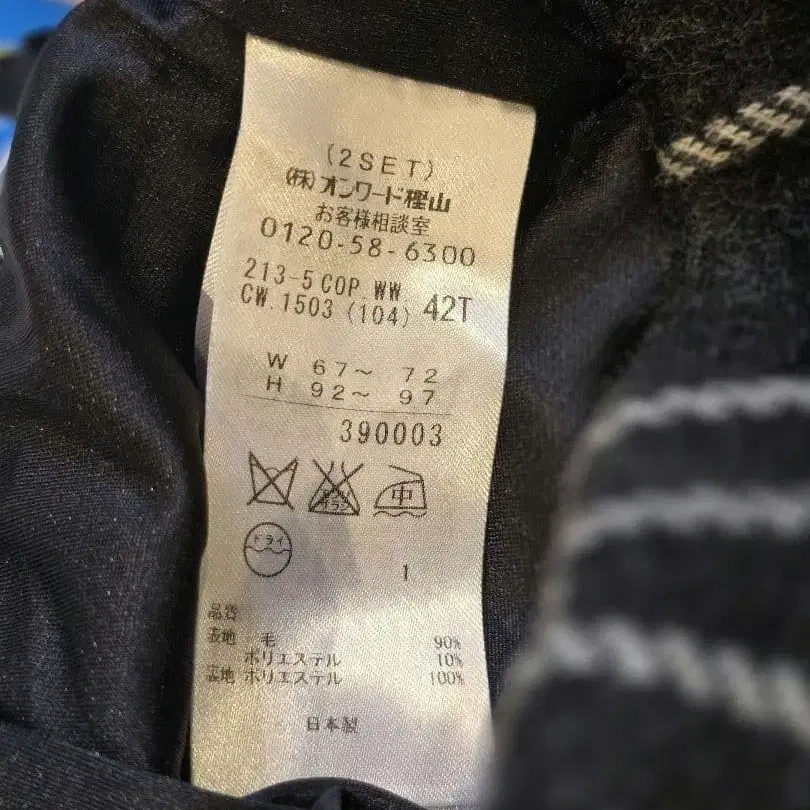 (2SET)
(株)オンワード樫山
お客様相談室
0120-58-6300
213-5 COP WW
CW.1503 (104) 42T
W 67〜 72
H 92〜 97
390003
中
ドライ
1
品質
表地 毛 90%
ポリエステル 10%
裏地 ポリエステル 100%
日本製